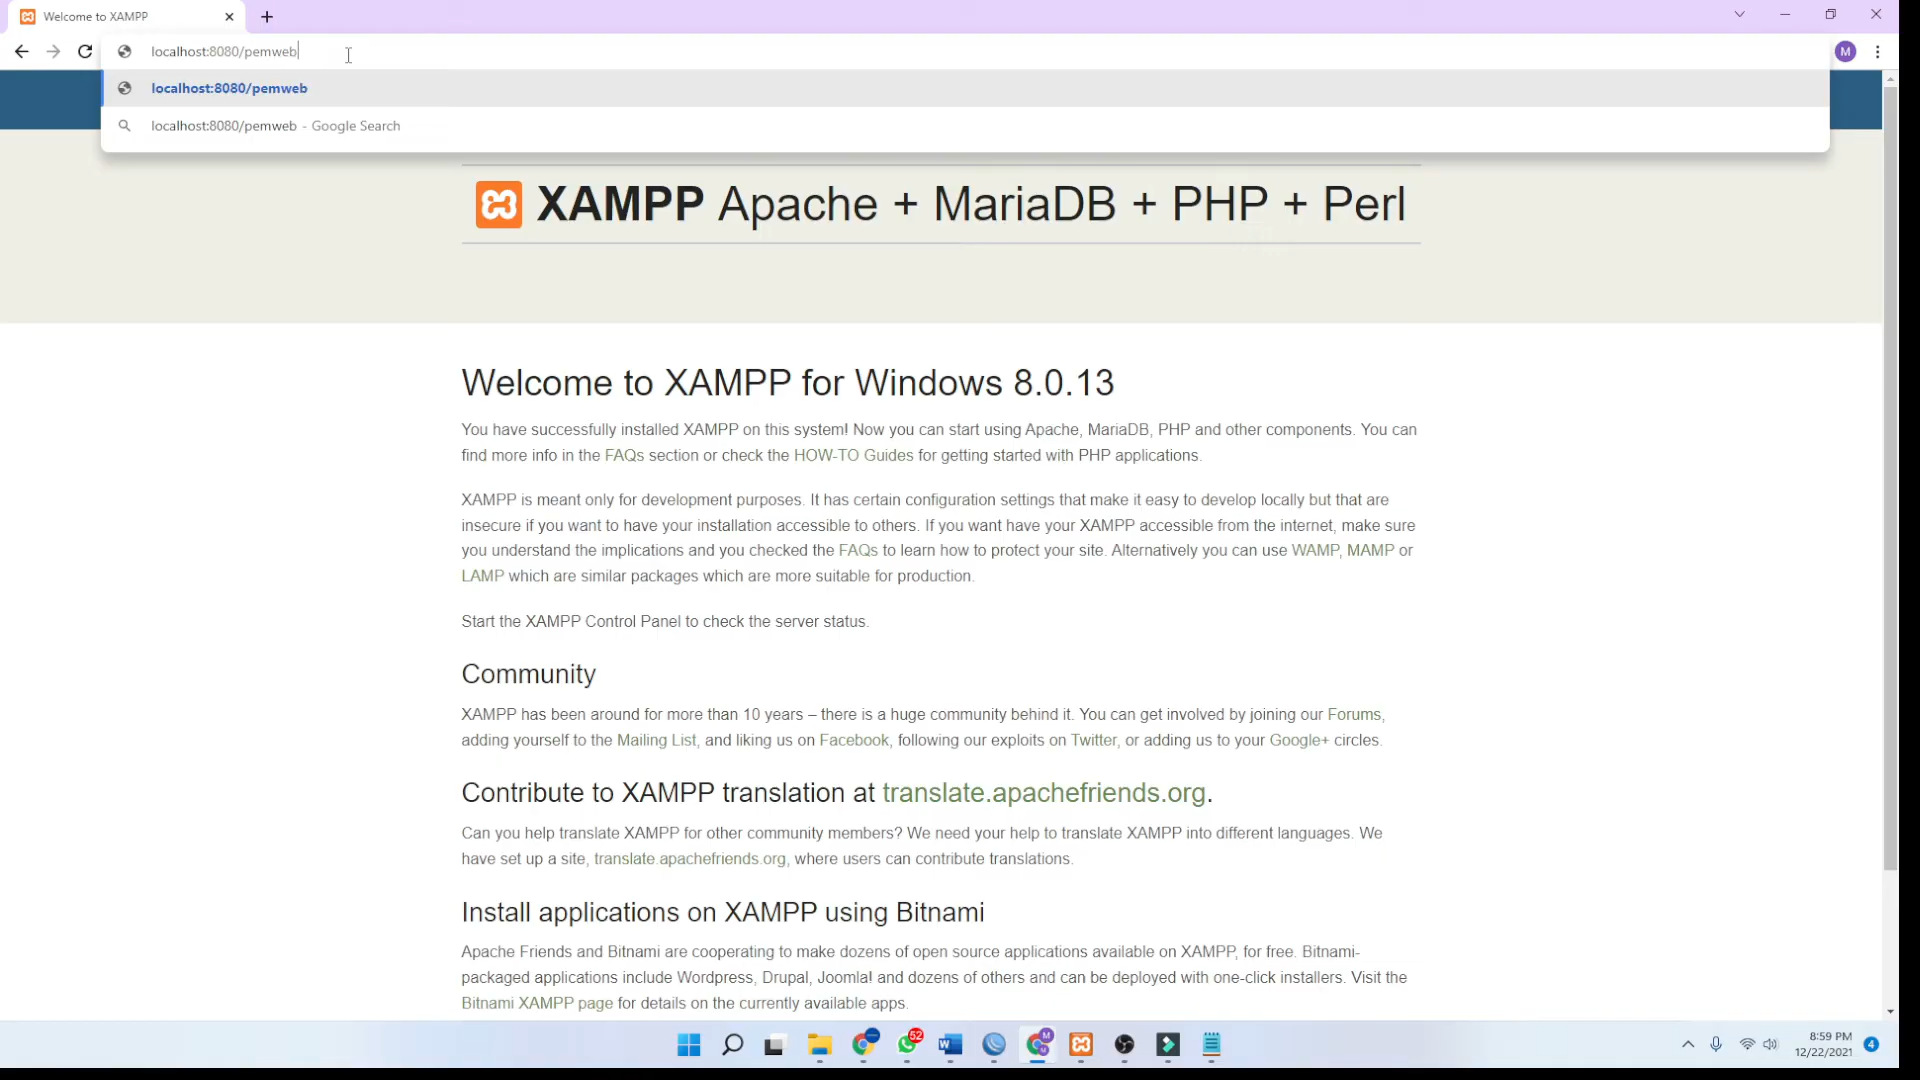 Welcome to XAMPP
localhost:8080/pemweb
M
localhost:8080/pemweb
localhost:8080/pemweb - Google Search
XAMPP Apache + MariaDB + PHP + Perl
Welcome to XAMPP for Windows 8.0.13
You have successfully installed XAMPP on this system! Now you can start using Apache, MariaDB, PHP and other components. You can
find more info in the FAQs section or check the HOW-TO Guides for getting started with PHP applications.
XAMPP is meant only for development purposes. It has certain configuration settings that make it easy to develop locally but that are
insecure if you want to have your installation accessible to others. If you want have your XAMPP accessible from the internet, make sure
you understand the implications and you checked the FAQs to learn how to protect your site. Alternatively you can use WAMP, MAMP or
LAMP which are similar packages which are more suitable for production.
Start the XAMPP Control Panel to check the server status.
Community
XAMPP has been around for more than 10 years – there is a huge community behind it. You can get involved by joining our Forums,
adding yourself to the Mailing List, and liking us on Facebook, following our exploits on Twitter, or adding us to your Google+ circles.
Contribute to XAMPP translation at translate.apachefriends.org.
Can you help translate XAMPP for other community members? We need your help to translate XAMPP into different languages. We
have set up a site, translate.apachefriends.org, where users can contribute translations.
Install applications on XAMPP using Bitnami
Apache Friends and Bitnami are cooperating to make dozens of open source applications available on XAMPP, for free. Bitnami-
packaged applications include Wordpress, Drupal, Joomla! and dozens of others and can be deployed with one-click installers. Visit the
Bitnami XAMPP page for details on the currently available apps.
52
W
M
8:59 PM
12/22/2021
4